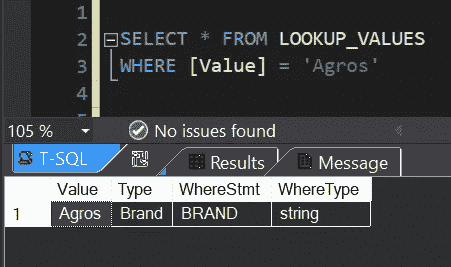 1
2 SELECT * FROM LOOKUP_VALUES
3 WHERE [Value] = 'Agros'
4
105 % No issues found
T-SQL Results Message
Value Type WhereStmt WhereType
1 Agros Brand BRAND string